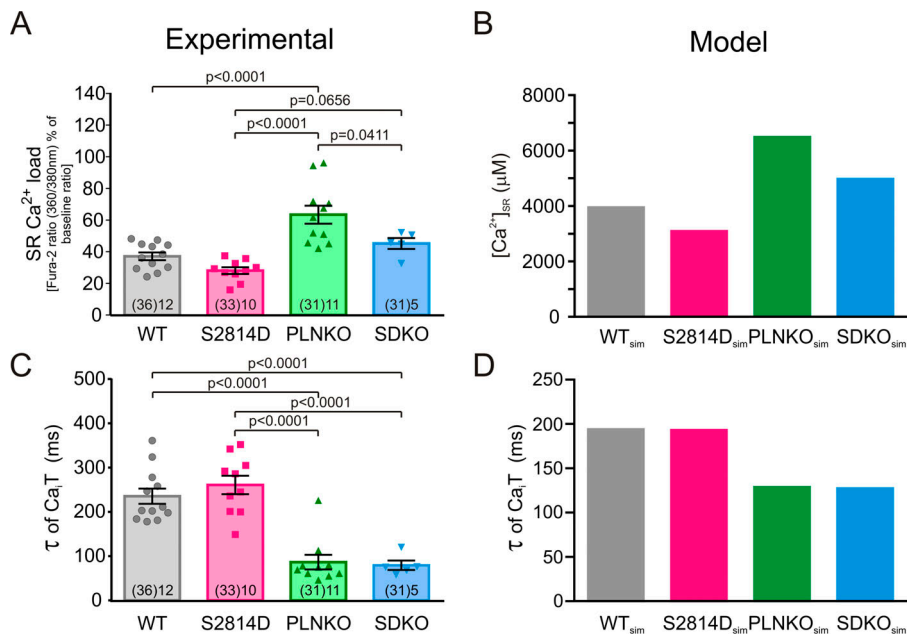 A
Experimental
SR Ca2+ load
[Fura-2 ratio (360/380nm) % of
baseline ratio]
p<0.0001
p=0.0656
p<0.0001
p=0.0411
140
120
100
80
60
40
20
0
(36)12
(33)10
(31)11
(31)5
WT
S2814D
PLNKO
SDKO
B
Model
[Ca2+]SR (µM)
8000
6000
4000
2000
0
WTsim
S2814Dsim
PLNKOsim
SDKOsim
C
τ of CaiT (ms)
p<0.0001
p<0.0001
p<0.0001
p<0.0001
500
400
300
200
100
0
(36)12
(33)10
(31)11
(31)5
WT
S2814D
PLNKO
SDKO
D
τ of CaiT (ms)
250
200
150
100
50
0
WTsim
S2814Dsim
PLNKOsim
SDKOsim